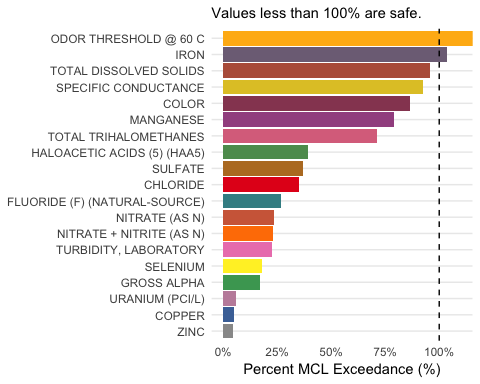 Values less than 100% are safe.
ODOR THRESHOLD @ 60 C
IRON
TOTAL DISSOLVED SOLIDS
SPECIFIC CONDUCTANCE
COLOR
MANGANESE
TOTAL TRIHALOMETHANES
HALOACETIC ACIDS (5) (HAA5)
SULFATE
CHLORIDE
FLUORIDE (F) (NATURAL-SOURCE)
NITRATE (AS N)
NITRATE + NITRITE (AS N)
TURBIDITY, LABORATORY
SELENIUM
GROSS ALPHA
URANIUM (PCI/L)
COPPER
ZINC
0% 25% 50% 75% 100%
Percent MCL Exceedance (%)